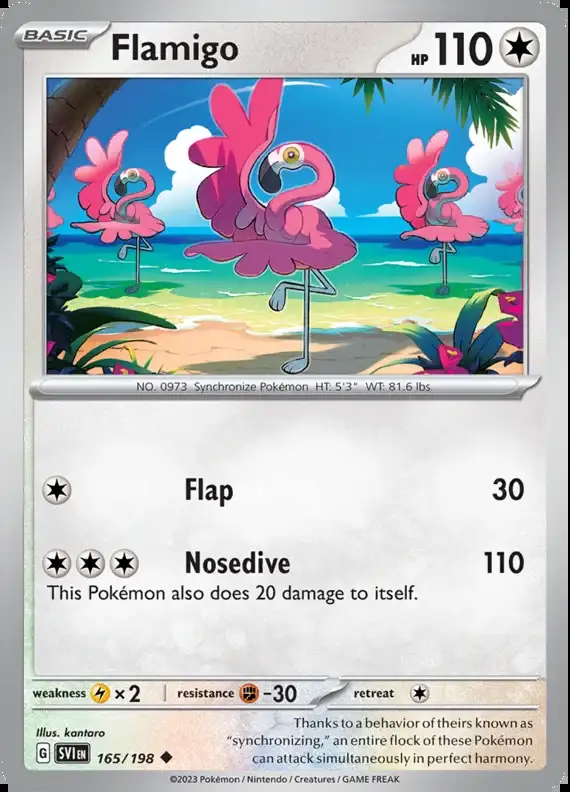 BASIC
Flamigo
HP 110
NO. 0973 Synchronize Pokémon HT: 5'3" WT: 81.6 lbs.
Flap 30
Nosedive 110
This Pokémon also does 20 damage to itself.
weakness ×2 resistance -30 retreat
Illus. kantaro
Thanks to a behavior of theirs known as
“synchronizing,” an entire flock of these Pokémon
can attack simultaneously in perfect harmony.
G SVI EN 165/198
©2023 Pokémon / Nintendo / Creatures / GAME FREAK